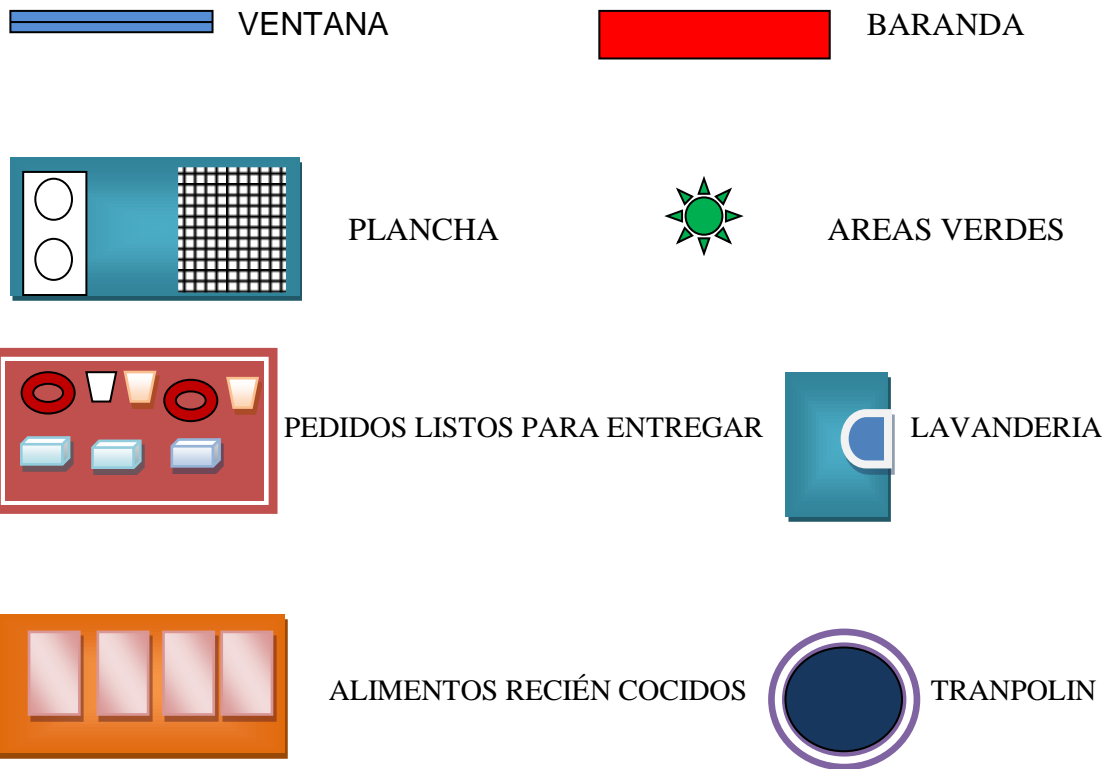 VENTANA
BARANDA
PLANCHA
AREAS VERDES
PEDIDOS LISTOS PARA ENTREGAR
LAVANDERIA
ALIMENTOS RECIÉN COCIDOS
TRANPOLIN